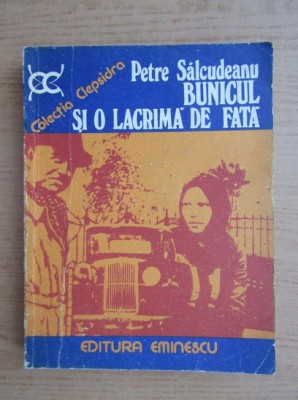 Colecția Clepsidra
Petre Sălcudeanu
BUNICUL
ȘI O LACRIMĂ DE FATĂ
EDITURA EMINESCU